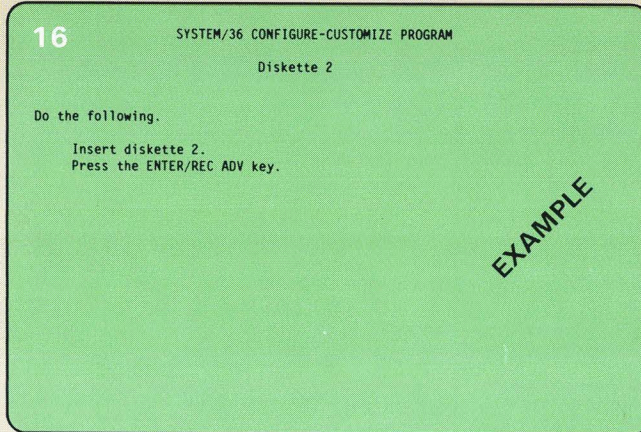 16
SYSTEM/36 CONFIGURE-CUSTOMIZE PROGRAM
Diskette 2
Do the following.
Insert diskette 2.
Press the ENTER/REC ADV key.
EXAMPLE